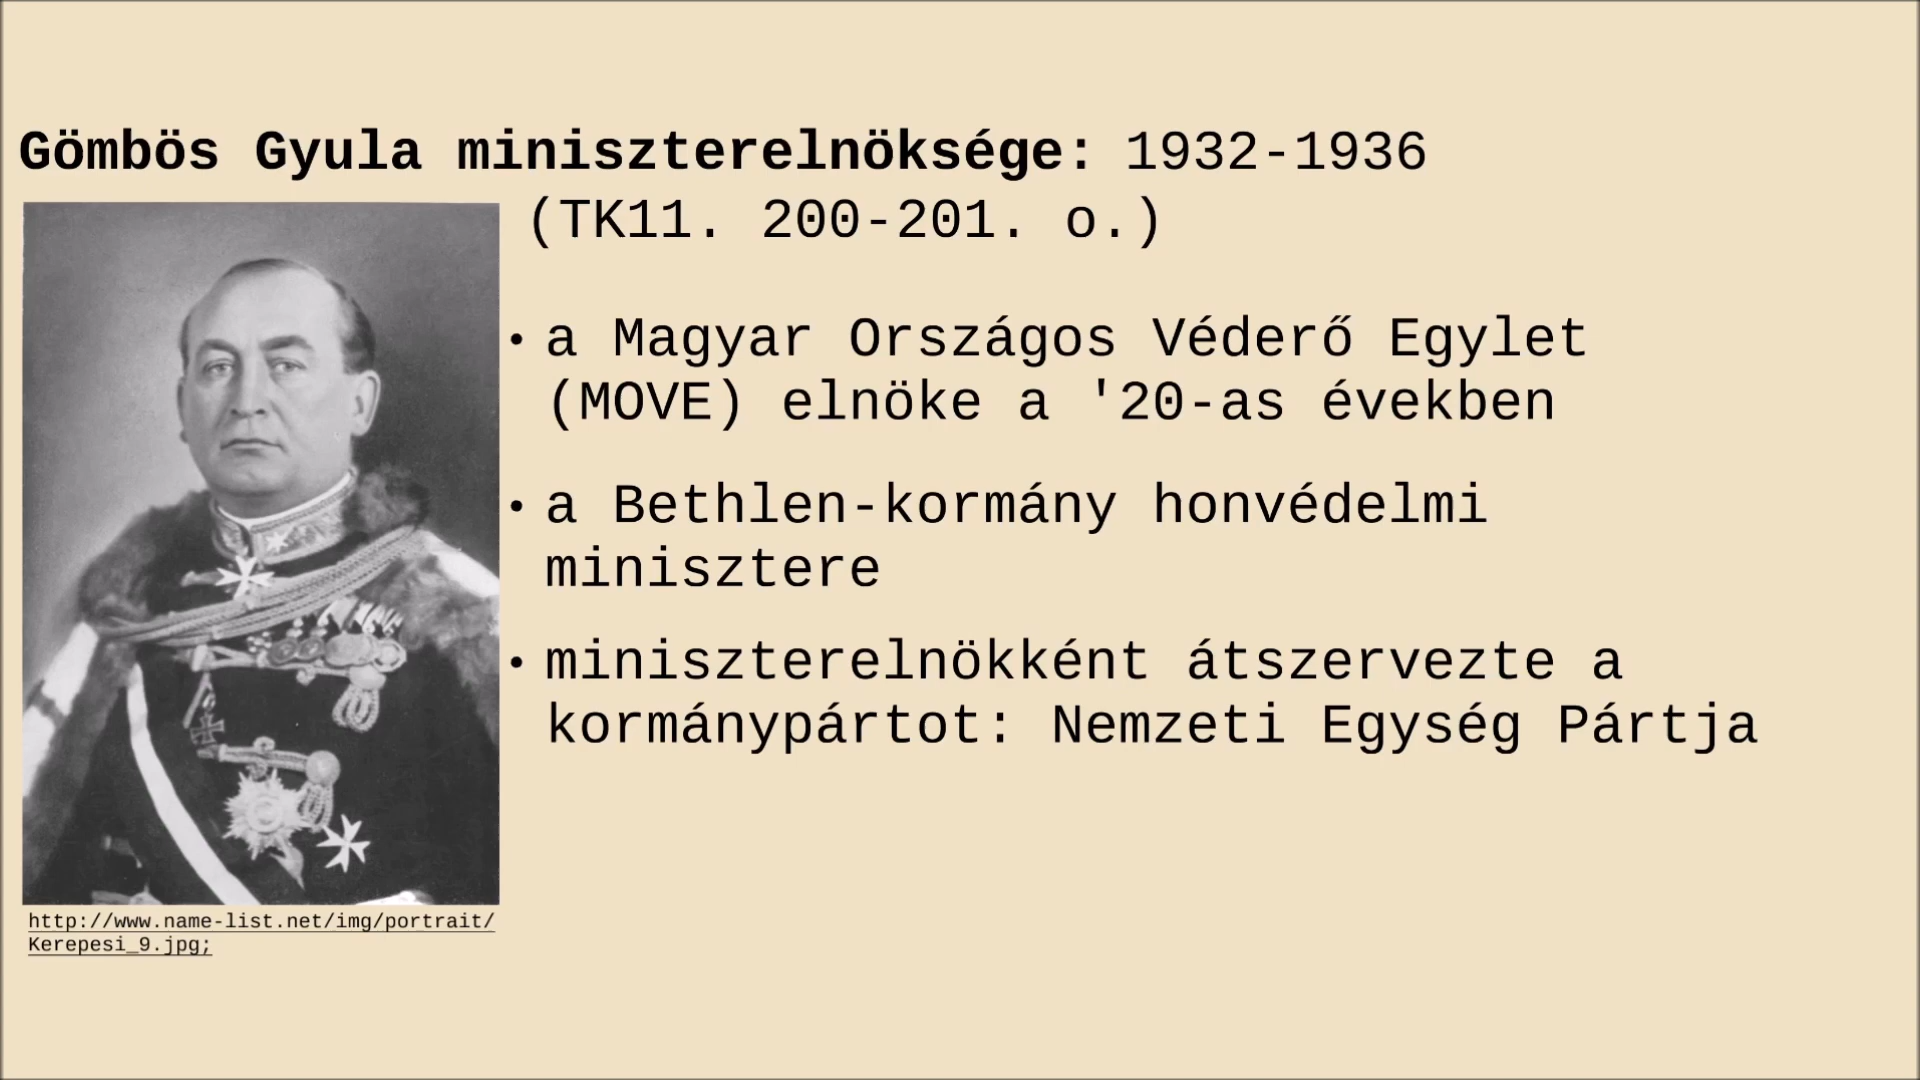 Gömbös Gyula miniszterelnöksége: 1932-1936
(TK11. 200-201. o.)
• a Magyar Országos Véderő Egylet
(MOVE) elnöke a '20-as években
• a Bethlen-kormány honvédelmi
minisztere
• miniszterelnökként átszervezte a
kormánypártot: Nemzeti Egység Pártja
http://www.name-list.net/img/portrait/
Kerepesi_9.jpg;